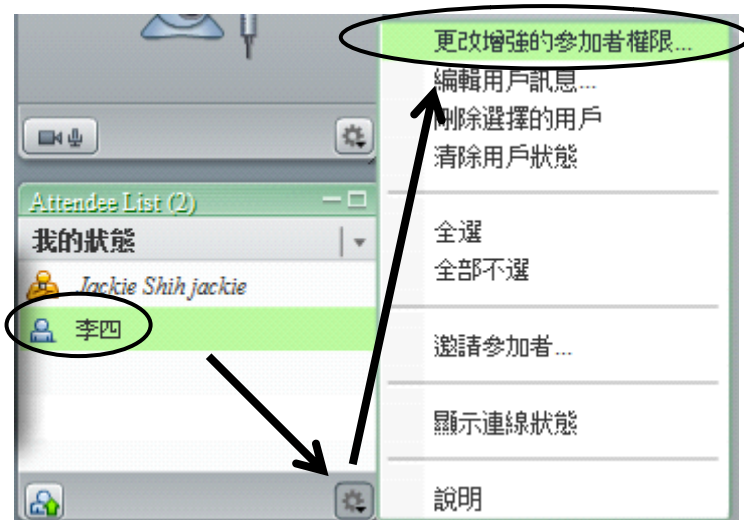 Attendee List (2)
我的狀態
Jackie Shih jackie
李四
更改增強的參加者權限...
編輯用戶訊息...
刪除選擇的用戶
清除用戶狀態
全選
全部不選
邀請參加者...
顯示連線狀態
說明